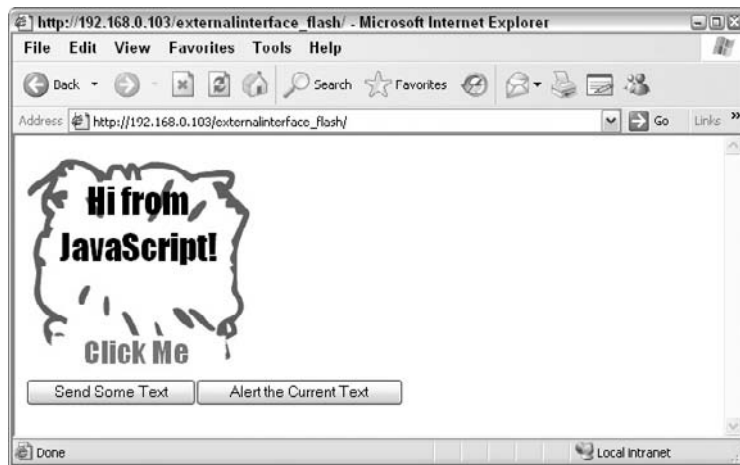 http://192.168.0.103/externalinterface_flash/ - Microsoft Internet Explorer
File Edit View Favorites Tools Help
Back Search Favorites
Address http://192.168.0.103/externalinterface_flash/ Go Links »
Hi from
JavaScript!
Click Me
Send Some Text Alert the Current Text
Done Local intranet